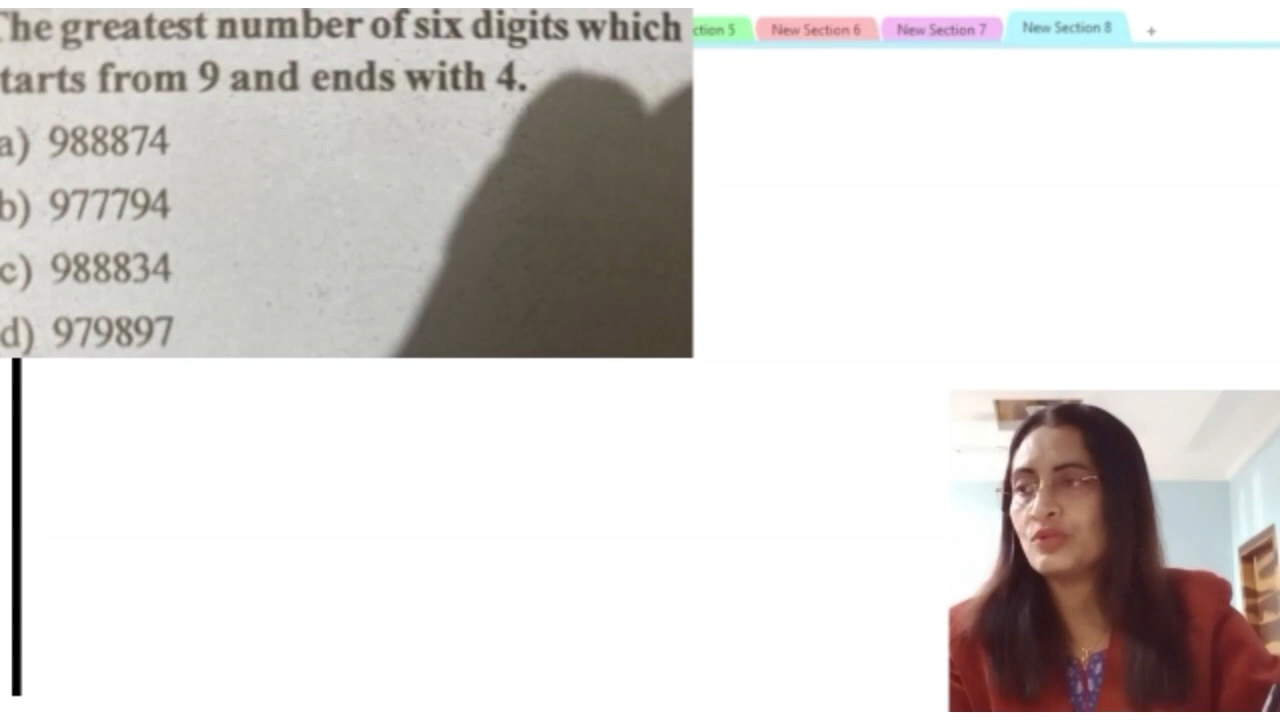 The greatest number of six digits which
tarts from 9 and ends with 4.
a) 988874
b) 977794
c) 988834
d) 979897
ction 5
New Section 6
New Section 7
New Section 8
+